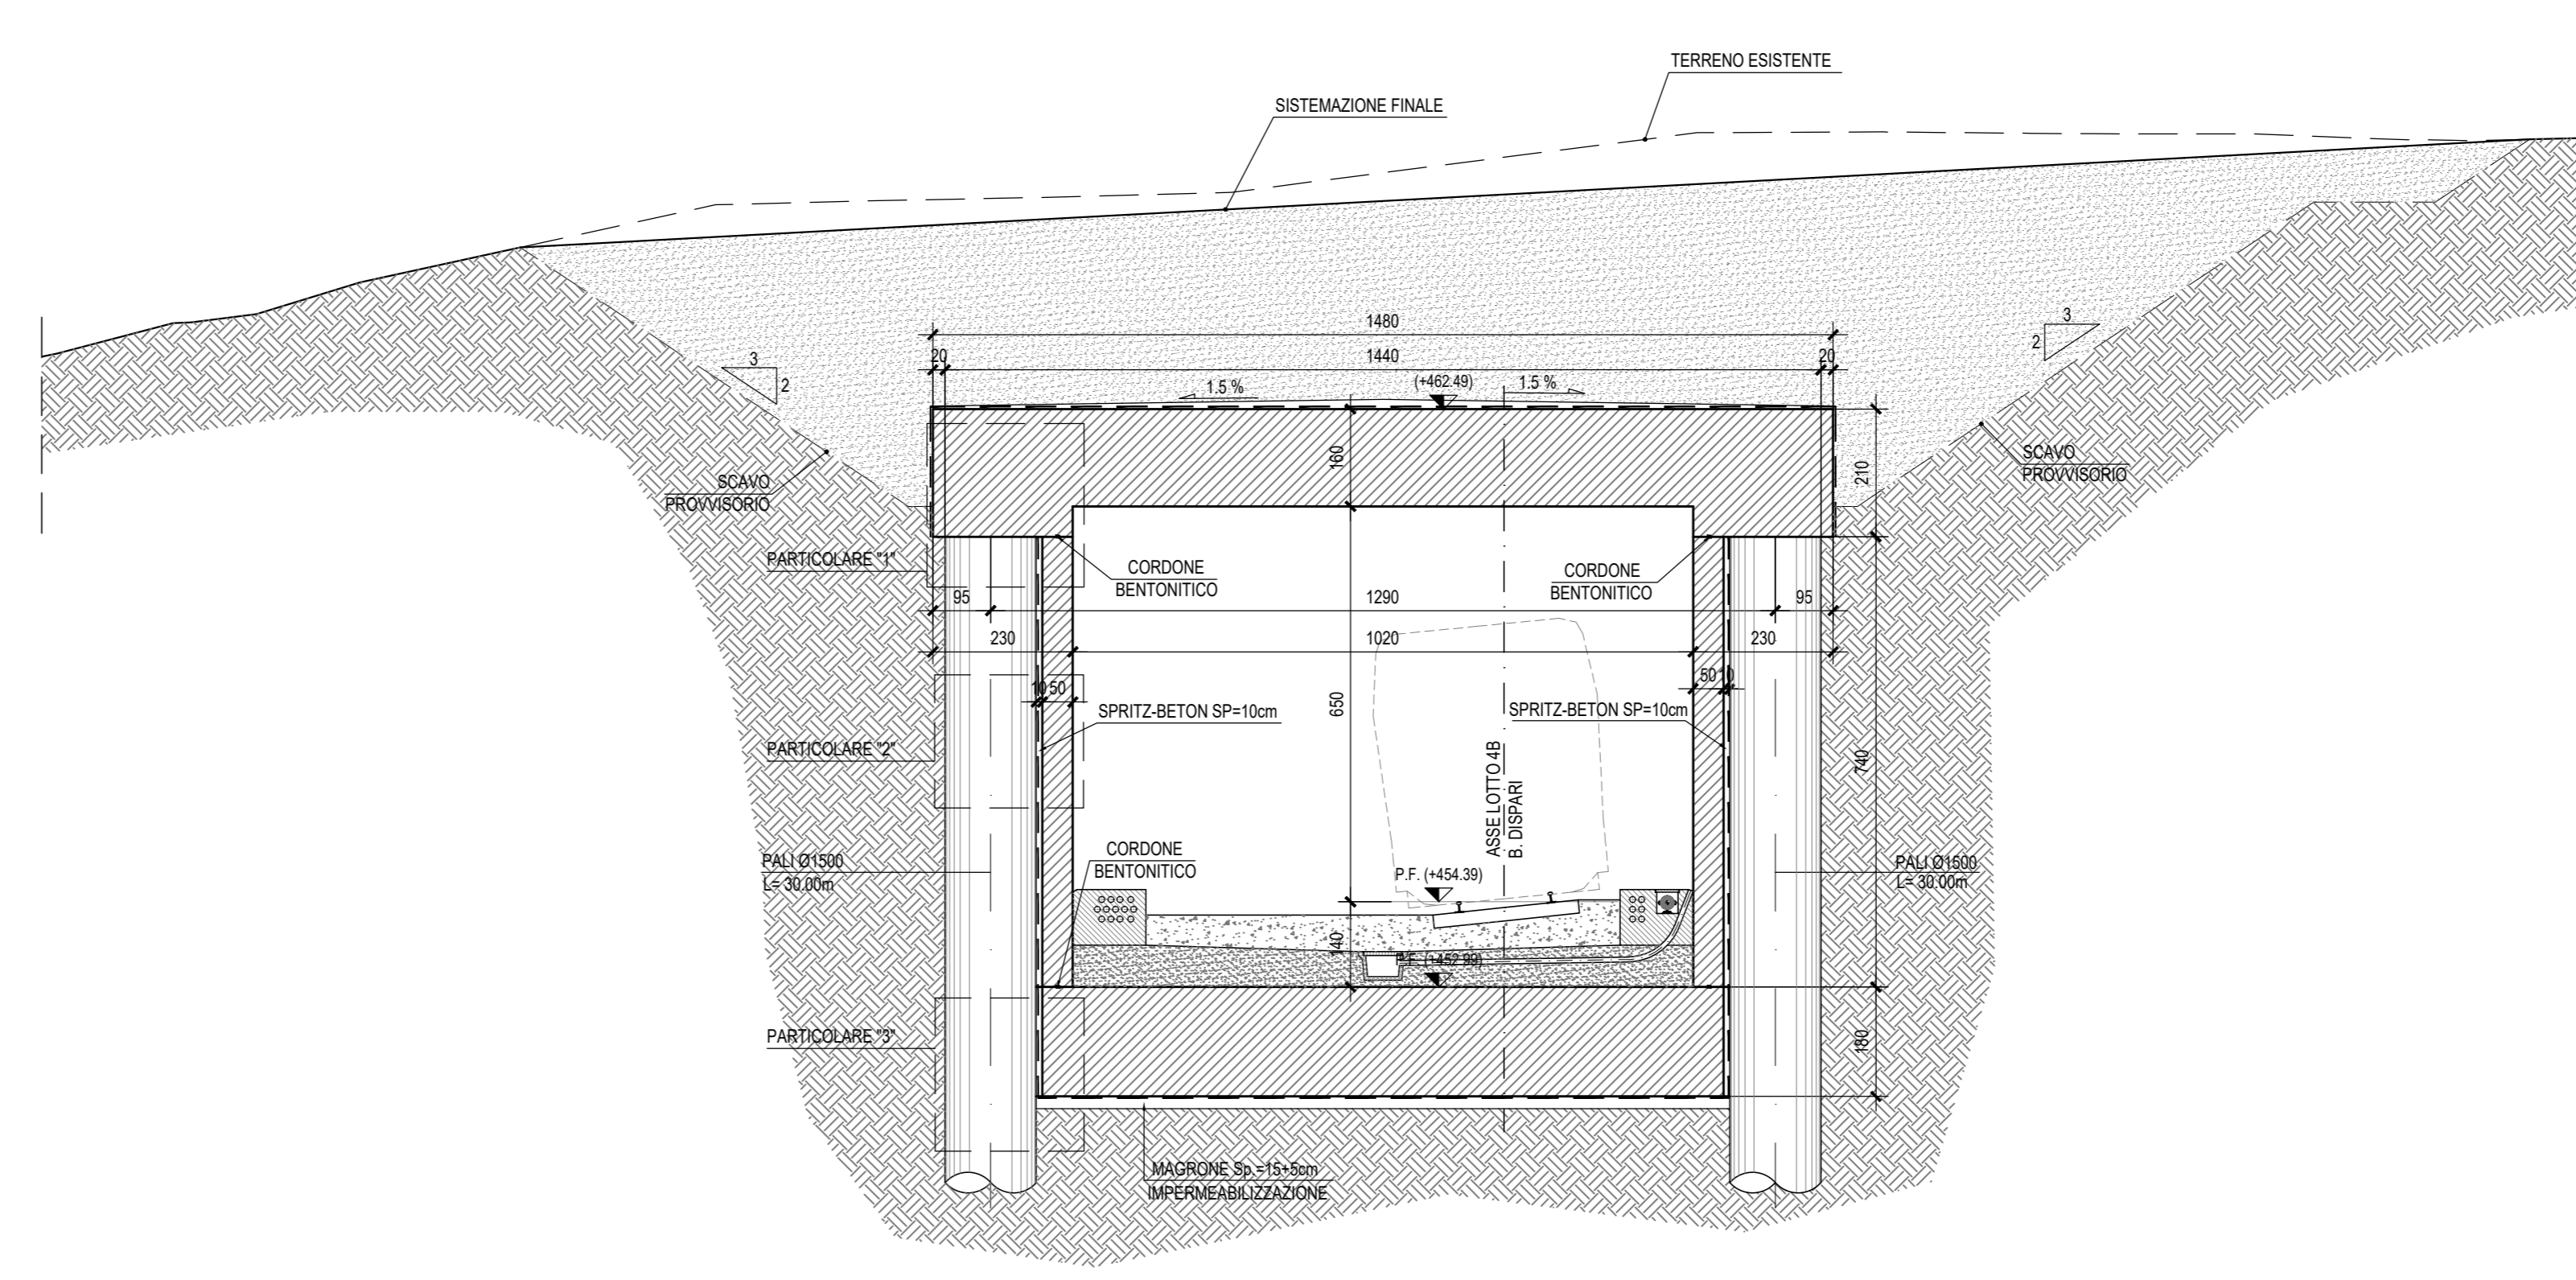 TERRENO ESISTENTE
SISTEMAZIONE FINALE
1480
20
1440
20
3
2
3
2
1.5 %
(+462.49)
1.5 %
160
210
SCAVO
PROVVISORIO
SCAVO
PROVVISORIO
PARTICOLARE "1"
CORDONE
BENTONITICO
CORDONE
BENTONITICO
95
1290
95
230
1020
230
10
50
50
10
650
SPRITZ-BETON SP=10cm
SPRITZ-BETON SP=10cm
PARTICOLARE "2"
740
ASSE LOTTO 4B
B. DISPARI
CORDONE
BENTONITICO
PALI Ø1500
L= 30.00m
P.F. (+454.39)
PALI Ø1500
L= 30.00m
140
P.F. (+452.99)
PARTICOLARE "3"
180
MAGRONE Sp.=15+5cm
IMPERMEABILIZZAZIONE